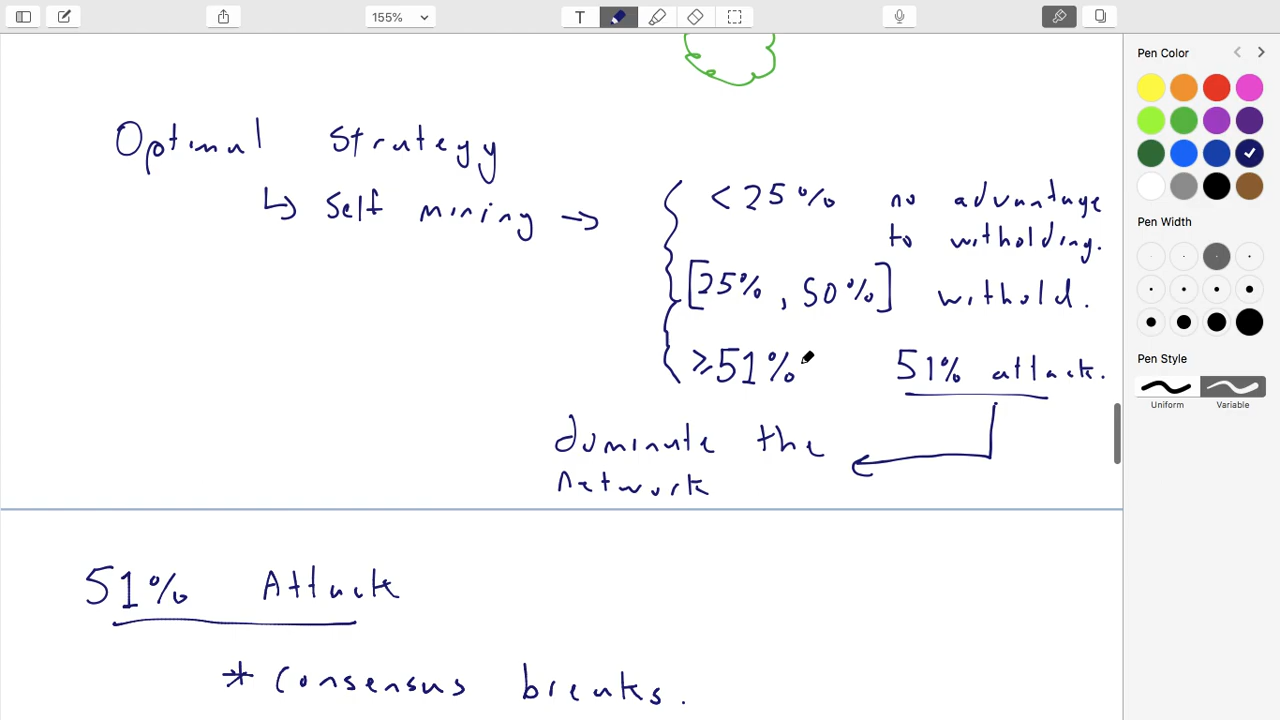 155%
T
Optimal Strategy
↳ Self mining →
< 25% no advantage
to witholding.
[25%, 50%] withold.
≥51% 51% attack.
dominate the
network
51% Attack
* Consensus breaks.
Pen Color
Pen Width
Pen Style
Uniform Variable